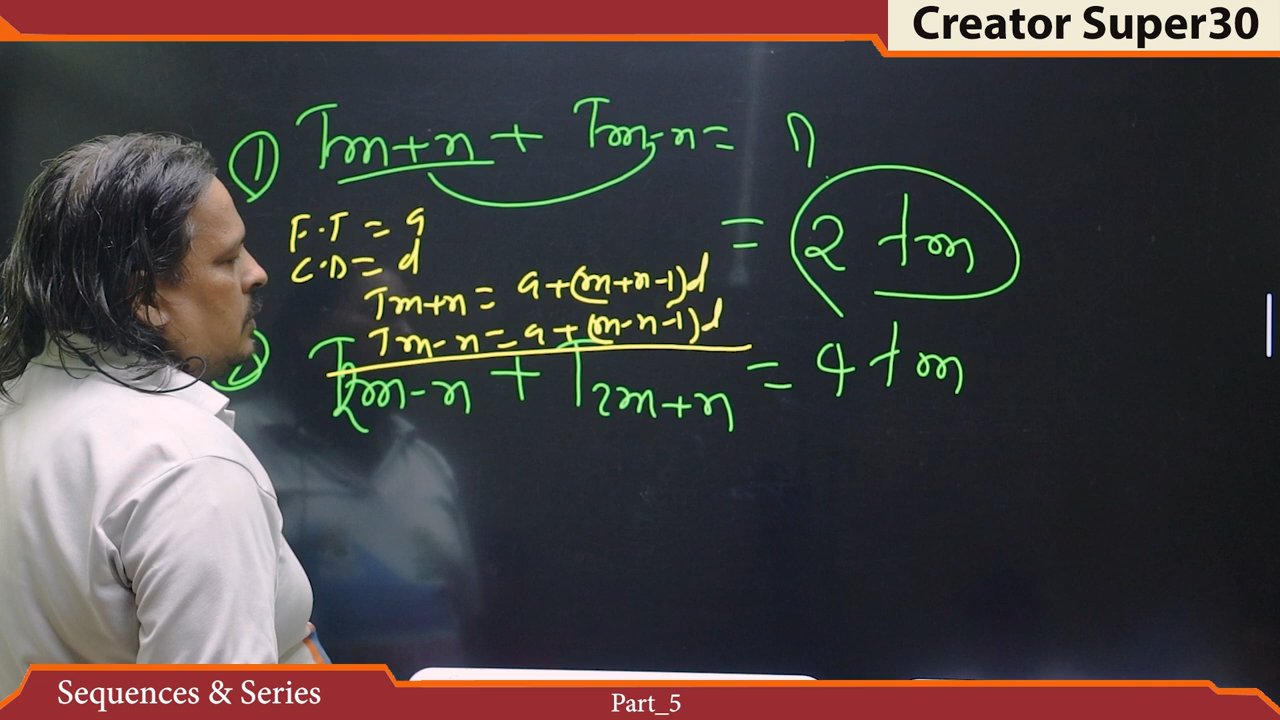 Creator Super30
① Tm+n + Tm-n = n
= 2 tm
F.T = a
C.D = d
Tm+n = a+(m+n-1)d
Tm-n = a+(m-n-1)d
T2m-n + T2m+n = 4 tm
Sequences & Series
Part_5